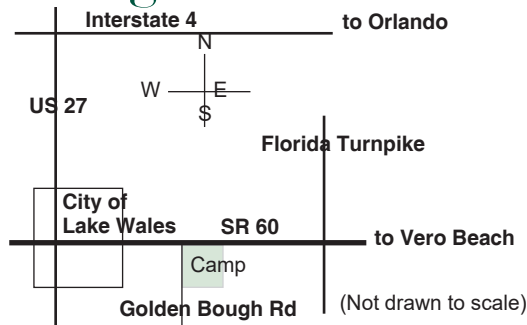 Interstate 4
to Orlando
N
W E
S
US 27
Florida Turnpike
City of
Lake Wales
SR 60
to Vero Beach
Camp
Golden Bough Rd
(Not drawn to scale)